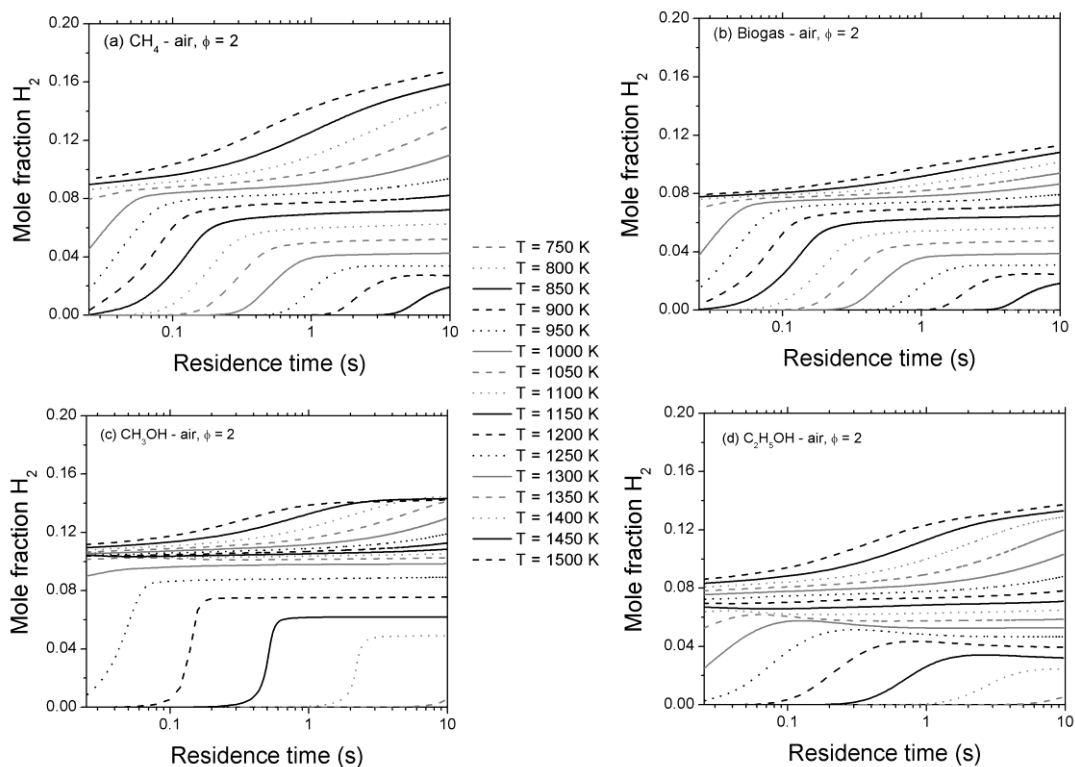 (a) CH4 - air, ϕ = 2
Mole fraction H2
0.20
0.16
0.12
0.08
0.04
0.00
0.1
1
10
Residence time (s)
(b) Biogas - air, ϕ = 2
Mole fraction H2
0.20
0.16
0.12
0.08
0.04
0.00
0.1
1
10
Residence time (s)
T = 750 K
T = 800 K
T = 850 K
T = 900 K
T = 950 K
T = 1000 K
T = 1050 K
T = 1100 K
T = 1150 K
T = 1200 K
T = 1250 K
T = 1300 K
T = 1350 K
T = 1400 K
T = 1450 K
T = 1500 K
(c) CH3OH - air, ϕ = 2
Mole fraction H2
0.20
0.16
0.12
0.08
0.04
0.00
0.1
1
10
Residence time (s)
(d) C2H5OH - air, ϕ = 2
Mole fraction H2
0.20
0.16
0.12
0.08
0.04
0.00
0.1
1
10
Residence time (s)